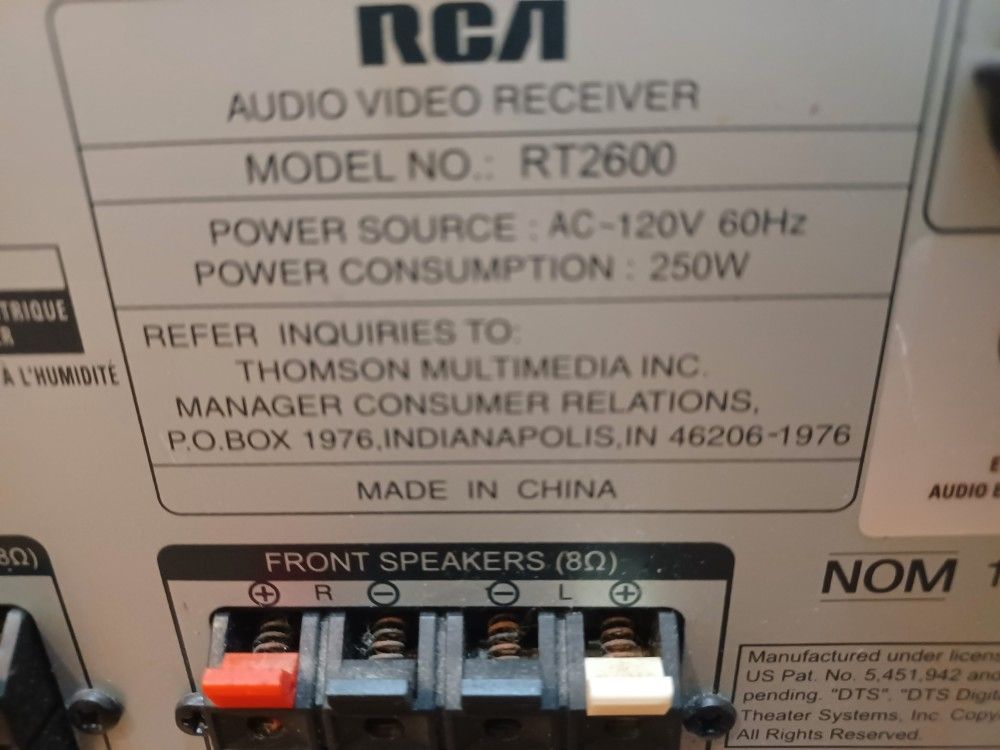 RCA
AUDIO VIDEO RECEIVER
MODEL NO.: RT2600
POWER SOURCE : AC~120V 60Hz
POWER CONSUMPTION : 250W
REFER INQUIRIES TO:
THOMSON MULTIMEDIA INC.
MANAGER CONSUMER RELATIONS,
P.O.BOX 1976,INDIANAPOLIS,IN 46206-1976
MADE IN CHINA
TRIQUE
À L'HUMIDITÉ
AUDIO
8Ω)
FRONT SPEAKERS (8Ω)
⊕ R ⊖ ⊖ L ⊕
NOM
Manufactured under licens
US Pat. No. 5,451,942 and
pending. "DTS", "DTS Digit
Theater Systems, Inc. Copy
All Rights Reserved.